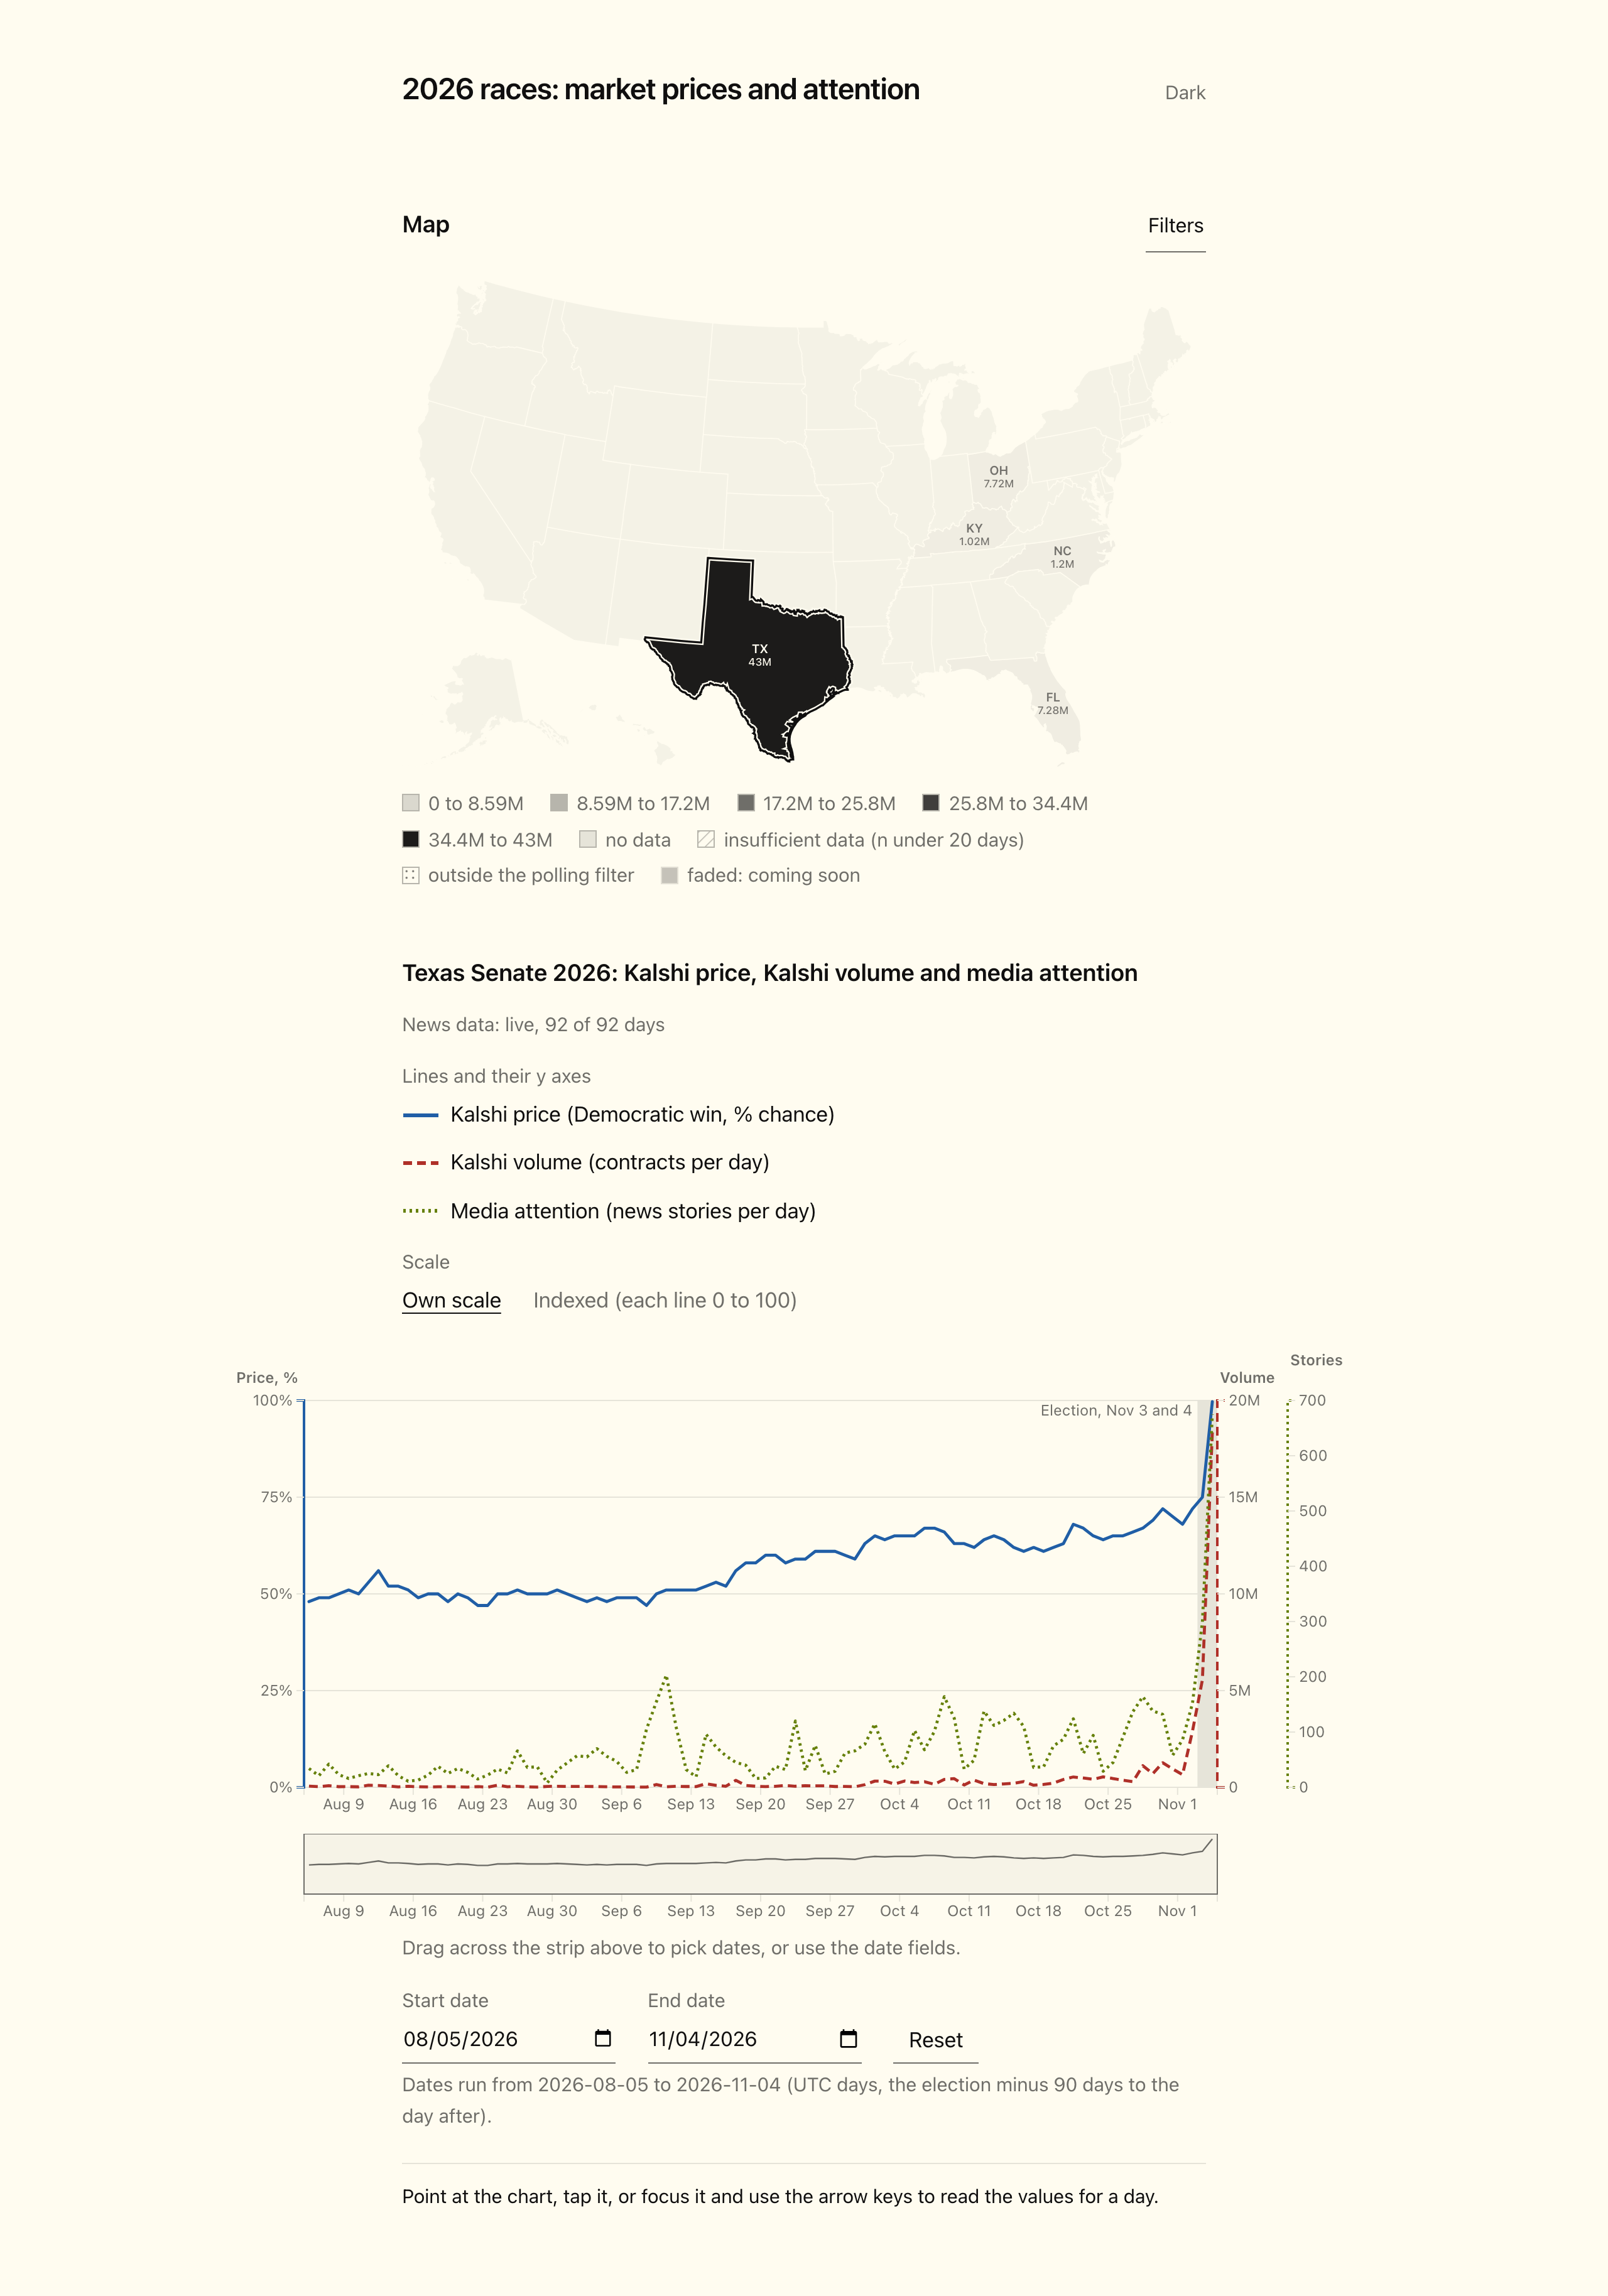 2026 races: market prices and attention
Dark
Map
Filters
OH
7.72M
KY
1.02M
NC
1.2M
TX
43M
FL
7.28M
0 to 8.59M
8.59M to 17.2M
17.2M to 25.8M
25.8M to 34.4M
34.4M to 43M
no data
insufficient data (n under 20 days)
outside the polling filter
faded: coming soon
Texas Senate 2026: Kalshi price, Kalshi volume and media attention
News data: live, 92 of 92 days
Lines and their y axes
Kalshi price (Democratic win, % chance)
Kalshi volume (contracts per day)
Media attention (news stories per day)
Scale
Own scale
Indexed (each line 0 to 100)
Stories
Price, %
Volume
100%
75%
50%
25%
0%
Election, Nov 3 and 4
20M
15M
10M
5M
0
700
600
500
400
300
200
100
0
Aug 9
Aug 16
Aug 23
Aug 30
Sep 6
Sep 13
Sep 20
Sep 27
Oct 4
Oct 11
Oct 18
Oct 25
Nov 1
Aug 9
Aug 16
Aug 23
Aug 30
Sep 6
Sep 13
Sep 20
Sep 27
Oct 4
Oct 11
Oct 18
Oct 25
Nov 1
Drag across the strip above to pick dates, or use the date fields.
Start date
End date
08/05/2026
11/04/2026
Reset
Dates run from 2026-08-05 to 2026-11-04 (UTC days, the election minus 90 days to the
day after).
Point at the chart, tap it, or focus it and use the arrow keys to read the values for a day.